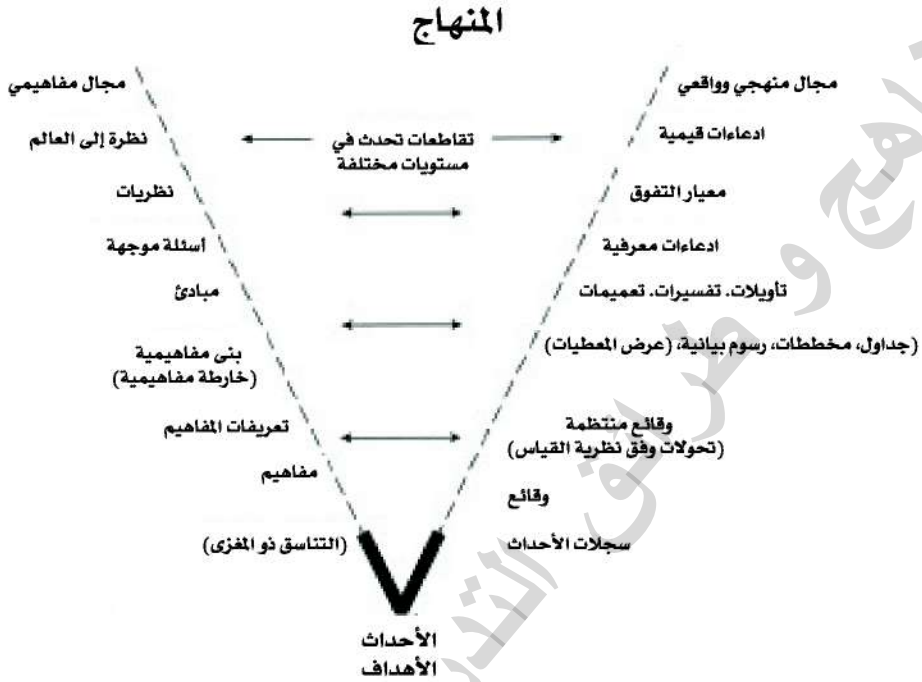 المنهاج
مجال منهجي وواقعي
مجال مفاهيمي
ادعاءات قيمية
تقاطعات تحدث في
مستويات مختلفة
نظرة إلى العالم
معيار التفوق
نظريات
ادعاءات معرفية
أسئلة موجهة
تأويلات. تفسيرات. تعميمات
مبادئ
(جداول، مخططات، رسوم بيانية، (عرض المعطيات)
بنى مفاهيمية
(خارطة مفاهيمية)
وقائع منتظمة
(تحولات وفق نظرية القياس)
تعريفات المفاهيم
مفاهيم
وقائع
سجلات الأحداث
(التناسق ذو المغزى)
الأحداث
الأهداف